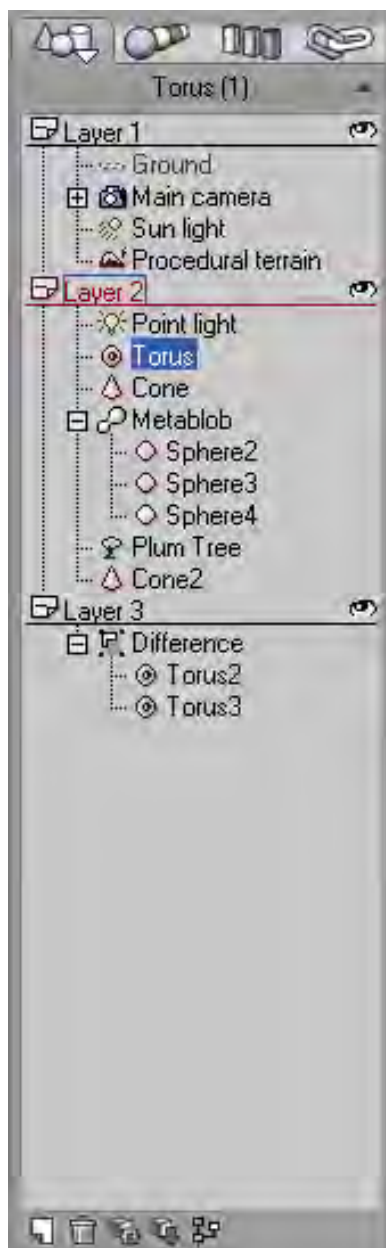 Torus (1)
Layer 1
Ground
Main camera
Sun light
Procedural terrain
Layer 2
Point light
Torus
Cone
Metablob
Sphere2
Sphere3
Sphere4
Plum Tree
Cone2
Layer 3
Difference
Torus2
Torus3